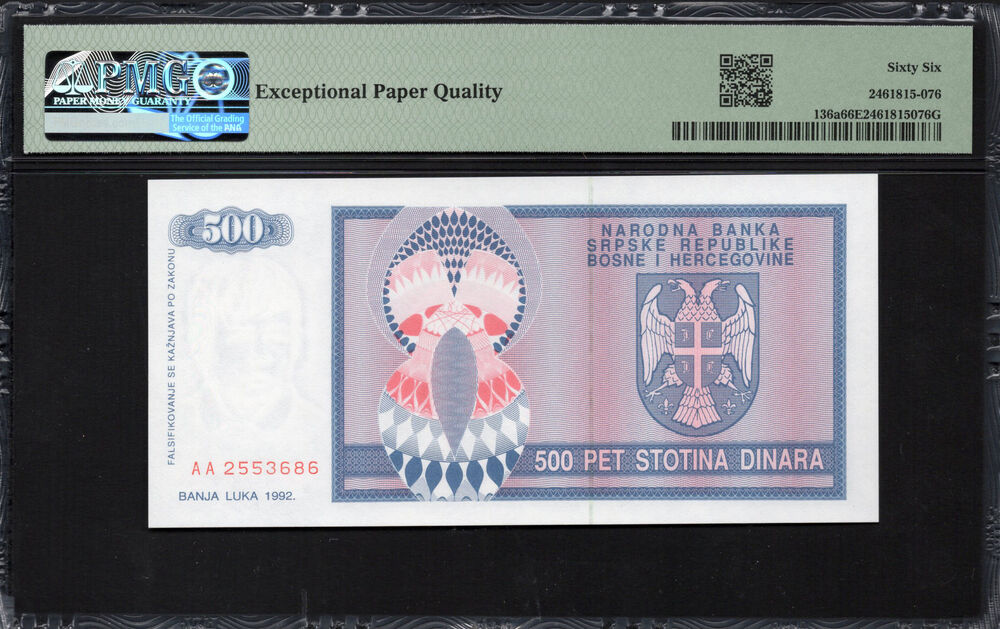 PMG
PAPER MONEY GUARANTY
The Official Grading
Service of the ANA
Exceptional Paper Quality
Sixty Six
2461815-076
136a66E2461815076G
500
FALSIFIKOVANJE SE KAŽNJAVA PO ZAKONU
AA 2553686
BANJA LUKA 1992.
NARODNA BANKA
SRPSKE REPUBLIKE
BOSNE I HERCEGOVINE
500 PET STOTINA DINARA